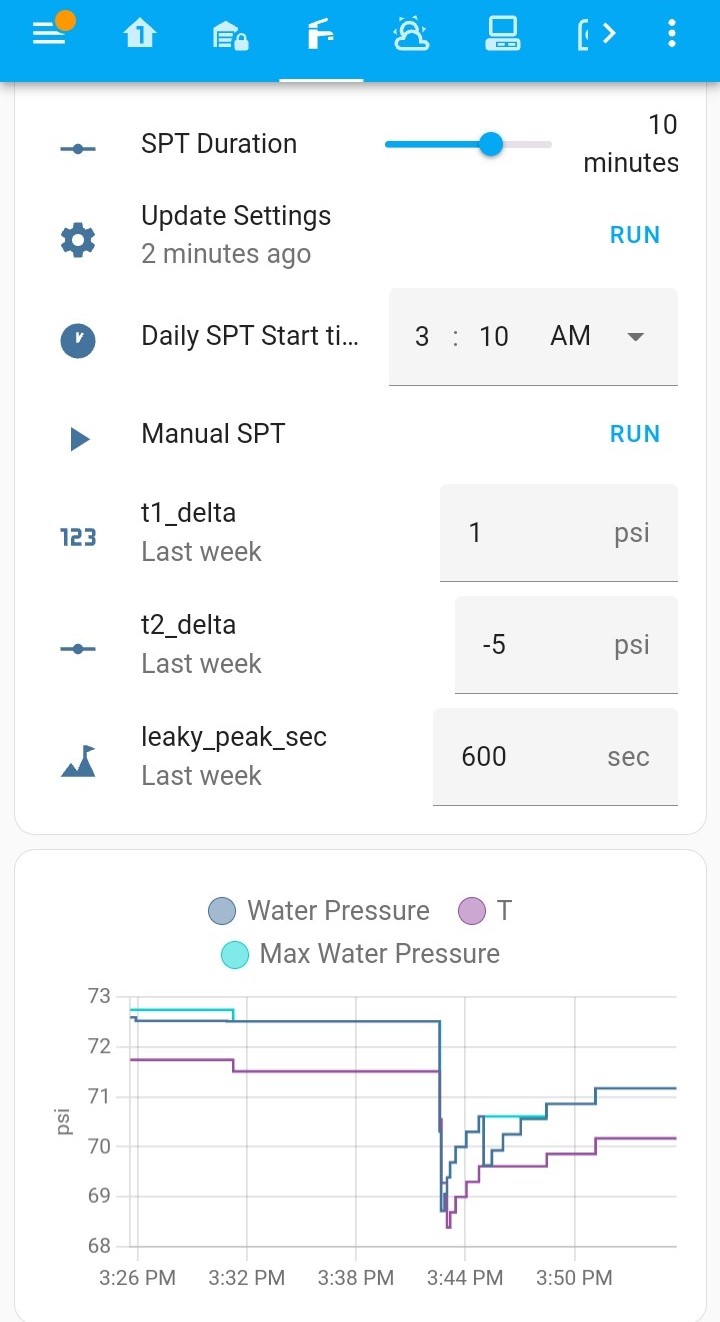 1
SPT Duration
10
minutes
Update Settings
2 minutes ago
RUN
Daily SPT Start ti...
3 : 10 AM
Manual SPT
RUN
123
t1_delta
Last week
1 psi
t2_delta
Last week
-5 psi
leaky_peak_sec
Last week
600 sec
Water Pressure
T
Max Water Pressure
psi
73
72
71
70
69
68
3:26 PM 3:32 PM 3:38 PM 3:44 PM 3:50 PM